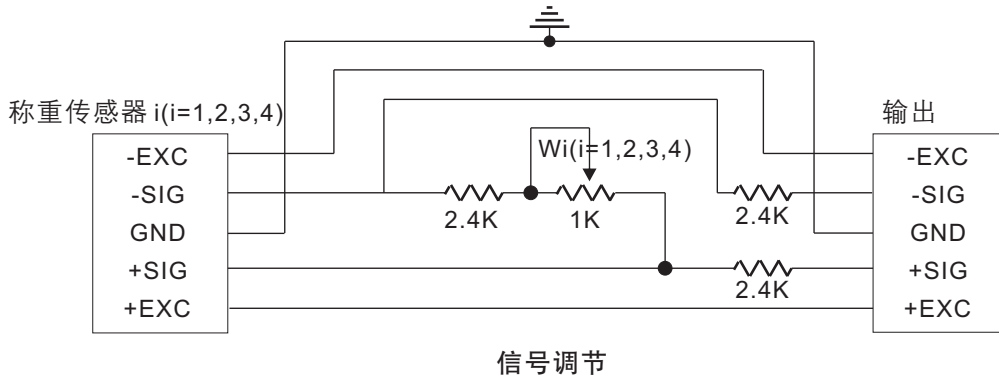 称重传感器 i(i=1,2,3,4)
输出
-EXC
-SIG
GND
+SIG
+EXC
Wi(i=1,2,3,4)
2.4K
1K
2.4K
2.4K
-EXC
-SIG
GND
+SIG
+EXC
信号调节